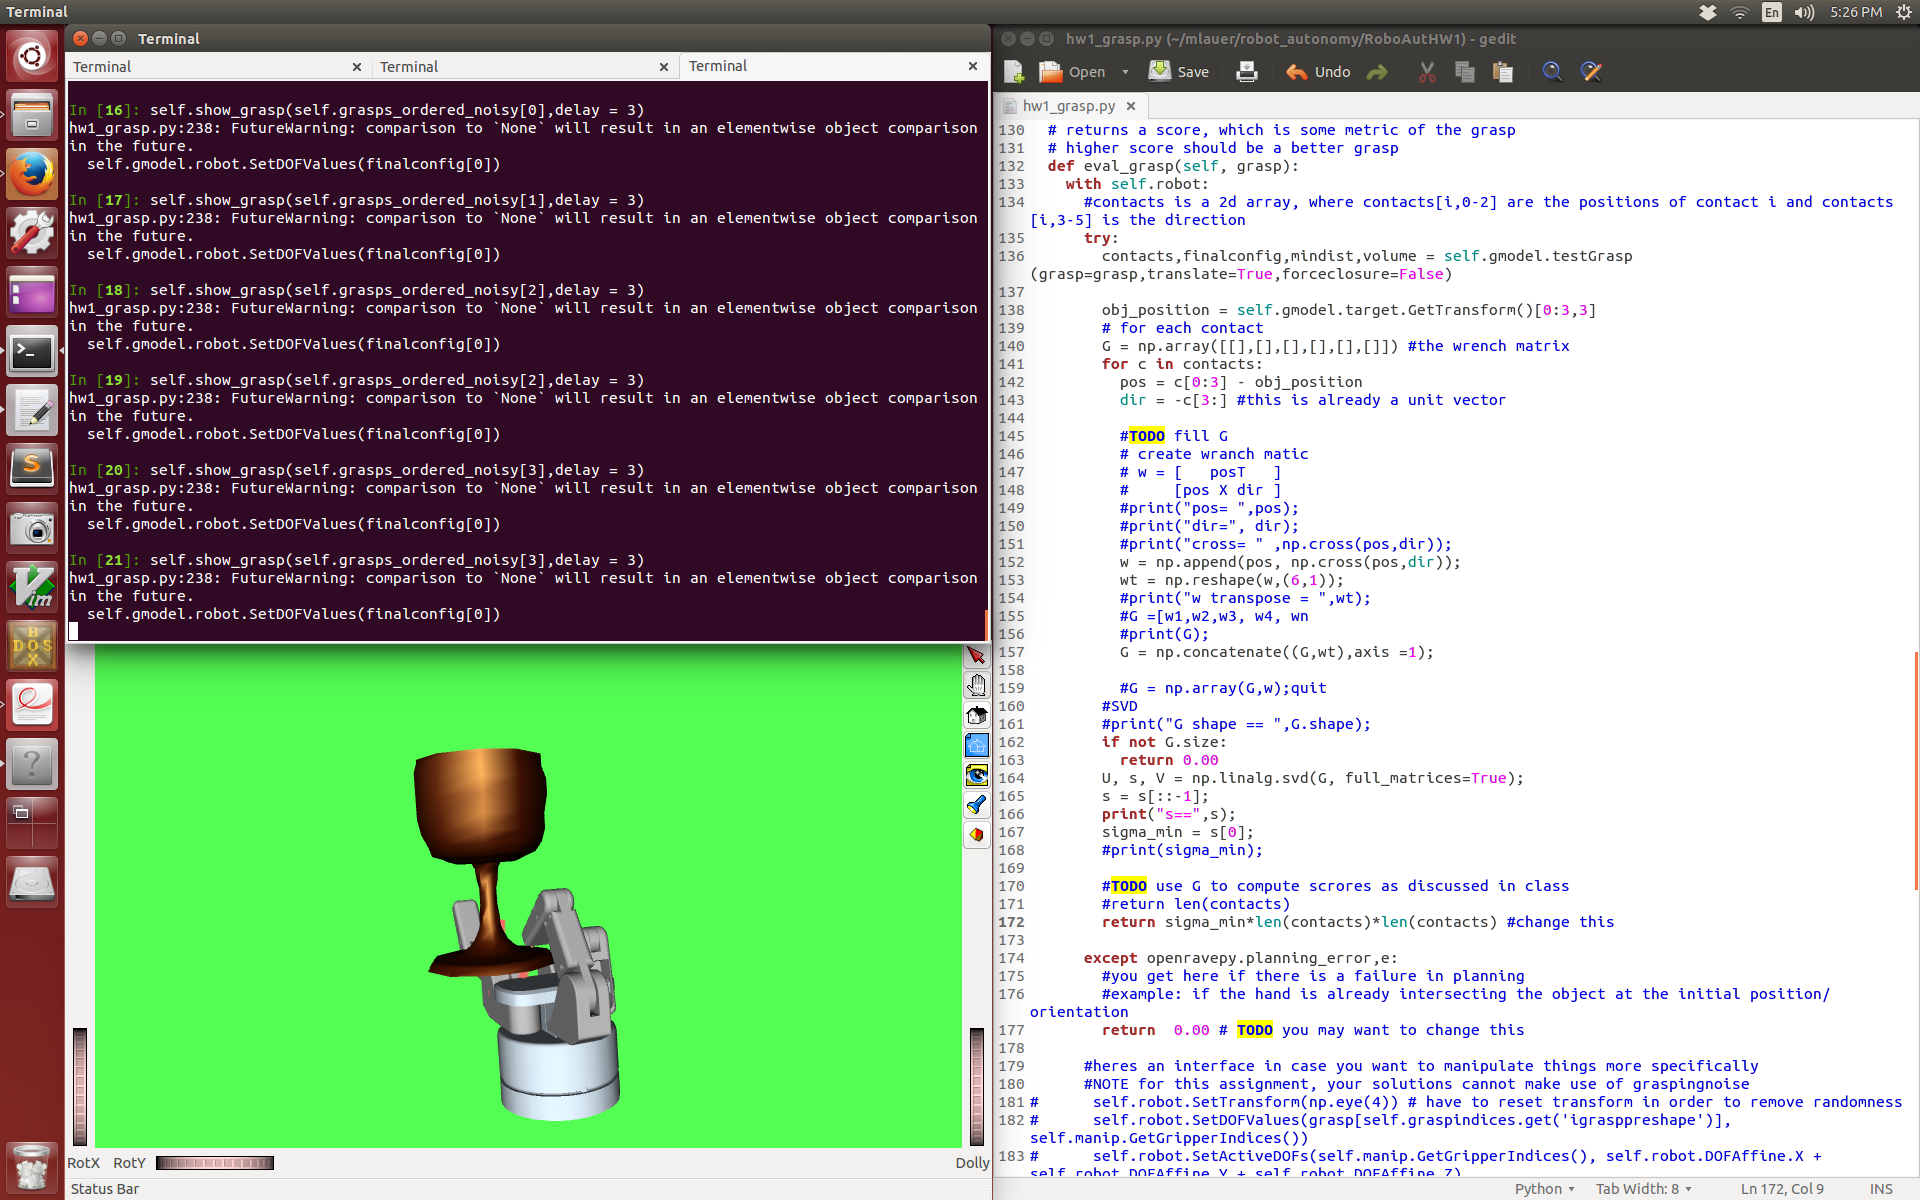 Terminal
En
5:26 PM
Terminal
Terminal
Terminal
Terminal
In [16]: self.show_grasp(self.grasps_ordered_noisy[0],delay = 3)
hw1_grasp.py:238: FutureWarning: comparison to `None` will result in an elementwise object comparison
in the future.
  self.gmodel.robot.SetDOFValues(finalconfig[0])
In [17]: self.show_grasp(self.grasps_ordered_noisy[1],delay = 3)
hw1_grasp.py:238: FutureWarning: comparison to `None` will result in an elementwise object comparison
in the future.
  self.gmodel.robot.SetDOFValues(finalconfig[0])
In [18]: self.show_grasp(self.grasps_ordered_noisy[2],delay = 3)
hw1_grasp.py:238: FutureWarning: comparison to `None` will result in an elementwise object comparison
in the future.
  self.gmodel.robot.SetDOFValues(finalconfig[0])
In [19]: self.show_grasp(self.grasps_ordered_noisy[2],delay = 3)
hw1_grasp.py:238: FutureWarning: comparison to `None` will result in an elementwise object comparison
in the future.
  self.gmodel.robot.SetDOFValues(finalconfig[0])
In [20]: self.show_grasp(self.grasps_ordered_noisy[3],delay = 3)
hw1_grasp.py:238: FutureWarning: comparison to `None` will result in an elementwise object comparison
in the future.
  self.gmodel.robot.SetDOFValues(finalconfig[0])
In [21]: self.show_grasp(self.grasps_ordered_noisy[3],delay = 3)
hw1_grasp.py:238: FutureWarning: comparison to `None` will result in an elementwise object comparison
in the future.
  self.gmodel.robot.SetDOFValues(finalconfig[0])
RotX RotY
Dolly
Status Bar
hw1_grasp.py (~/mlauer/robot_autonomy/RoboAutHW1) - gedit
Open Save Undo
hw1_grasp.py
130   # returns a score, which is some metric of the grasp
131   # higher score should be a better grasp
132   def eval_grasp(self, grasp):
133     with self.robot:
134       #contacts is a 2d array, where contacts[i,0-2] are the positions of contact i and contacts
[i,3-5] is the direction
135       try:
136         contacts,finalconfig,mindist,volume = self.gmodel.testGrasp
(grasp=grasp,translate=True,forceclosure=False)
137
138         obj_position = self.gmodel.target.GetTransform()[0:3,3]
139         # for each contact
140         G = np.array([[],[],[],[],[],[]]) #the wrench matrix
141         for c in contacts:
142           pos = c[0:3] - obj_position
143           dir = -c[3:] #this is already a unit vector
144
145           #TODO fill G
146           # create wranch matic
147           # w = [   posT   ]
148           #     [pos X dir ]
149           #print("pos= ",pos);
150           #print("dir=", dir);
151           #print("cross= " ,np.cross(pos,dir));
152           w = np.append(pos, np.cross(pos,dir));
153           wt = np.reshape(w,(6,1));
154           #print("w transpose = ",wt);
155           #G =[w1,w2,w3, w4, wn
156           #print(G);
157           G = np.concatenate((G,wt),axis =1);
158
159           #G = np.array(G,w);quit
160         #SVD
161         #print("G shape == ",G.shape);
162         if not G.size:
163           return 0.00
164         U, s, V = np.linalg.svd(G, full_matrices=True);
165         s = s[::-1];
166         print("s==",s);
167         sigma_min = s[0];
168         #print(sigma_min);
169
170         #TODO use G to compute scrores as discussed in class
171         #return len(contacts)
172         return sigma_min*len(contacts)*len(contacts) #change this
173
174       except openravepy.planning_error,e:
175         #you get here if there is a failure in planning
176         #example: if the hand is already intersecting the object at the initial position/
orientation
177         return  0.00 # TODO you may want to change this
178
179       #heres an interface in case you want to manipulate things more specifically
180       #NOTE for this assignment, your solutions cannot make use of graspingnoise
181 #      self.robot.SetTransform(np.eye(4)) # have to reset transform in order to remove randomness
182 #      self.robot.SetDOFValues(grasp[self.graspindices.get('igrasppreshape')],
self.manip.GetGripperIndices())
183 #      self.robot.SetActiveDOFs(self.manip.GetGripperIndices(), self.robot.DOFAffine.X +
self.robot.DOFAffine.Y + self.robot.DOFAffine.Z)
Python Tab Width: 8 Ln 172, Col 9 INS